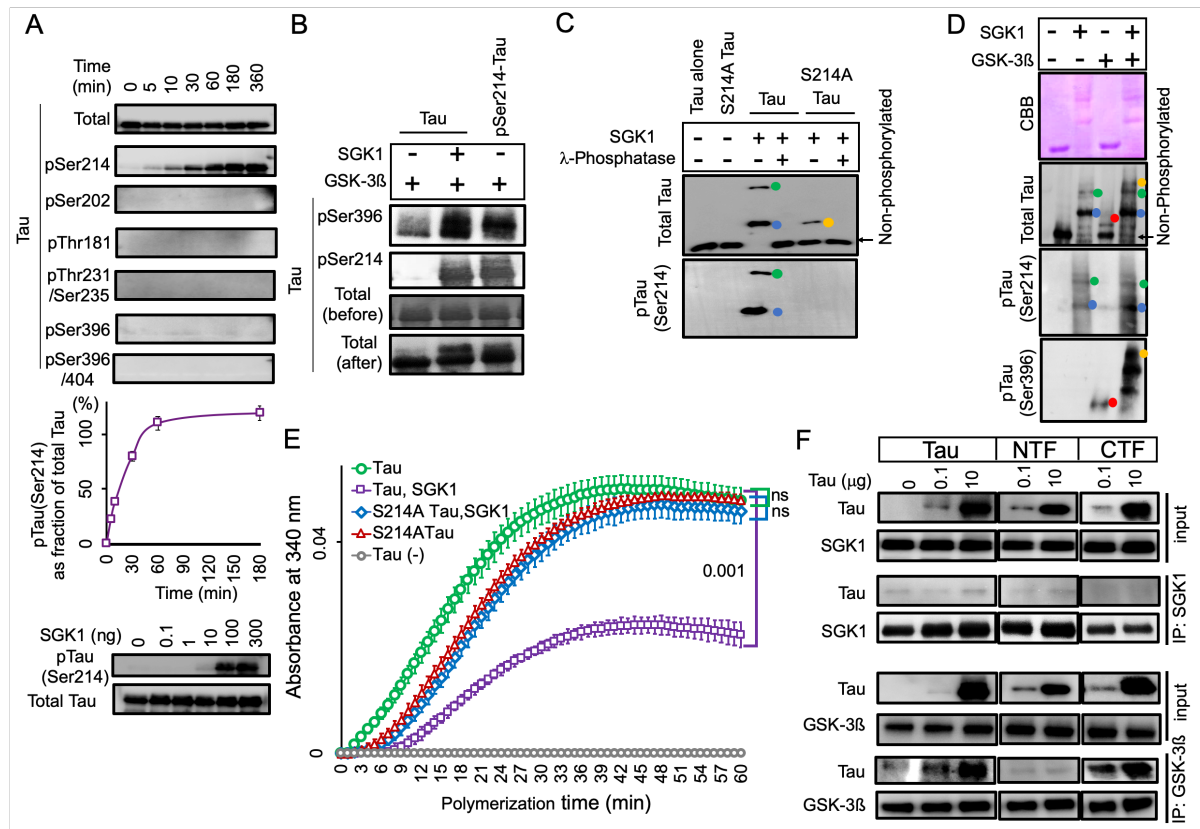 A
Time
(min)
0 5 10 30 60 180 360
Tau
Total
pSer214
pSer202
pThr181
pThr231
/Ser235
pSer396
pSer396
/404
(%)
100
50
0
pTau(Ser214)
as fraction of total Tau
0 30 60 90 120 150 180
Time (min)
SGK1 (ng)
0 0.1 1 10 100 300
pTau
(Ser214)
Total Tau
B
Tau
pSer214-Tau
SGK1 - + -
GSK-3ß + + +
Tau
pSer396
pSer214
Total
(before)
Total
(after)
C
Tau alone
S214A Tau
Tau
S214A
Tau
SGK1 - - + + + +
λ-Phosphatase - - - + - +
Total Tau
Non-phosphorylated
pTau
(Ser214)
D
SGK1 - + - +
GSK-3ß - - + +
CBB
Total Tau
Non-Phosphorylated
pTau
(Ser214)
pTau
(Ser396)
E
Absorbance at 340 nm
0.04
0
Tau
Tau, SGK1
S214A Tau,SGK1
S214ATau
Tau (-)
ns
ns
0.001
0 3 6 9 12 15 18 21 24 27 30 33 36 39 42 45 48 51 54 57 60
Polymerization time (min)
F
Tau NTF CTF
Tau (µg) 0 0.1 10 0.1 10 0.1 10
Tau
SGK1
input
Tau
SGK1
IP: SGK1
Tau
GSK-3ß
input
Tau
GSK-3ß
IP: GSK-3ß